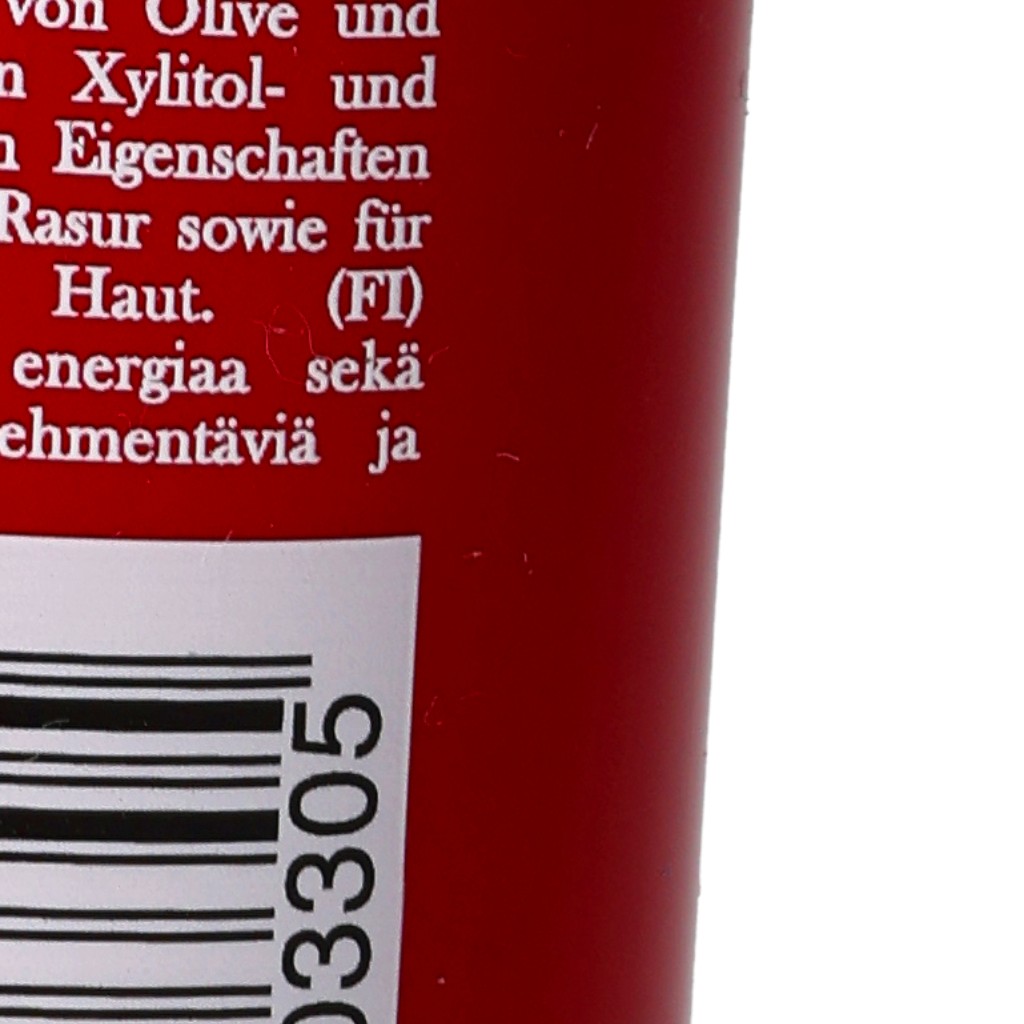 von Olive und
Xylitol- und
Eigenschaften
Rasur sowie für
Haut. (FI)
energiaa sekä
ehmentäviä ja
03305